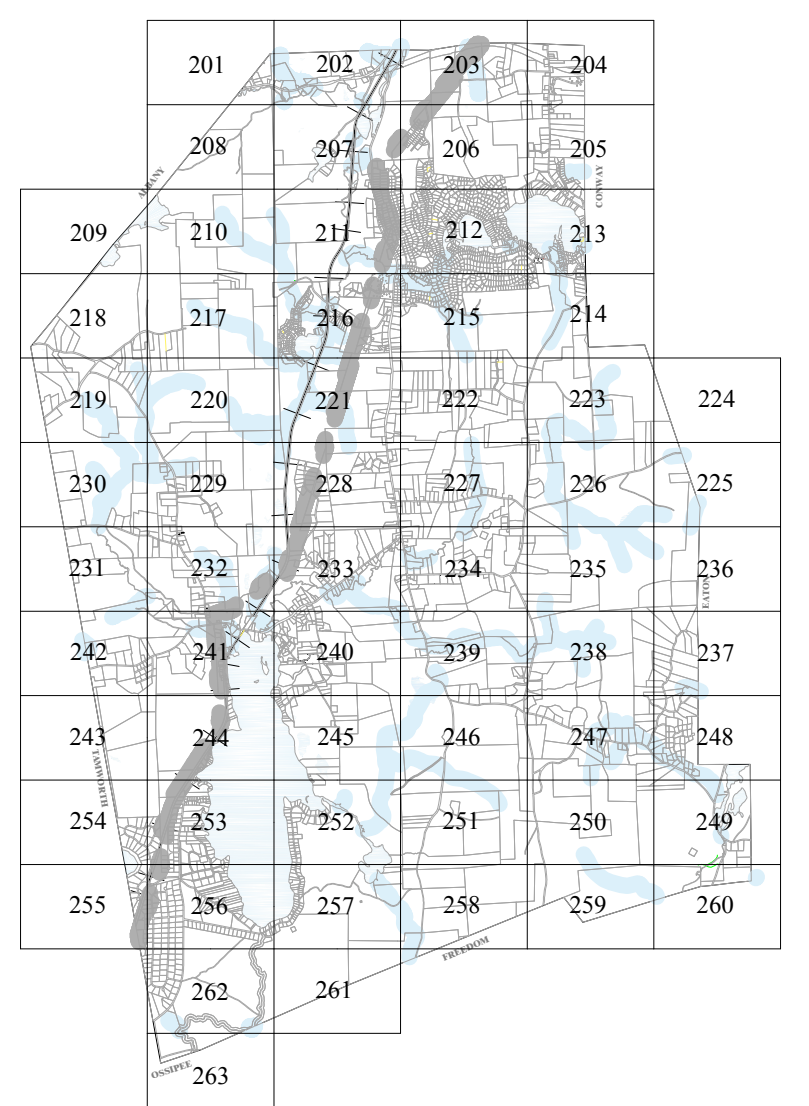 201 202 203 204
208 207 206 205
ALBANY
CONWAY
209 210 211 212 213
218 217 216 215 214
219 220 221 222 223 224
230 229 228 227 226 225
231 232 233 234 235 236
EATON
242 241 240 239 238 237
243 244 245 246 247 248
TAMWORTH
254 253 252 251 250 249
255 256 257 258 259 260
FREEDOM
262 261
OSSIPEE
263